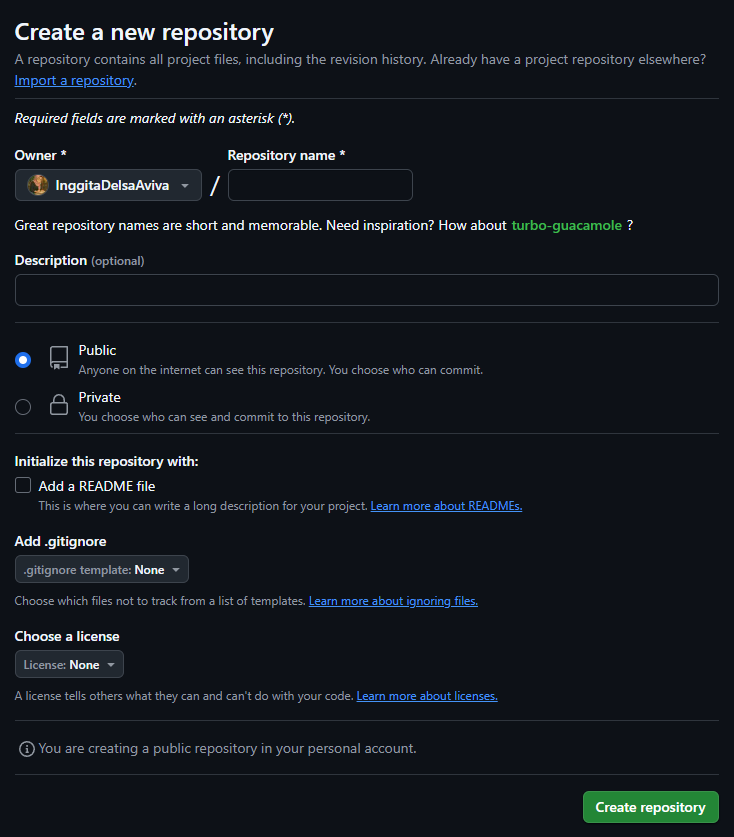 Create a new repository
A repository contains all project files, including the revision history. Already have a project repository elsewhere?
Import a repository.
Required fields are marked with an asterisk (*).
Owner * Repository name *
InggitaDelsaAviva /
Great repository names are short and memorable. Need inspiration? How about turbo-guacamole ?
Description (optional)
Public
Anyone on the internet can see this repository. You choose who can commit.
Private
You choose who can see and commit to this repository.
Initialize this repository with:
Add a README file
This is where you can write a long description for your project. Learn more about READMEs.
Add .gitignore
.gitignore template: None
Choose which files not to track from a list of templates. Learn more about ignoring files.
Choose a license
License: None
A license tells others what they can and can't do with your code. Learn more about licenses.
You are creating a public repository in your personal account.
Create repository